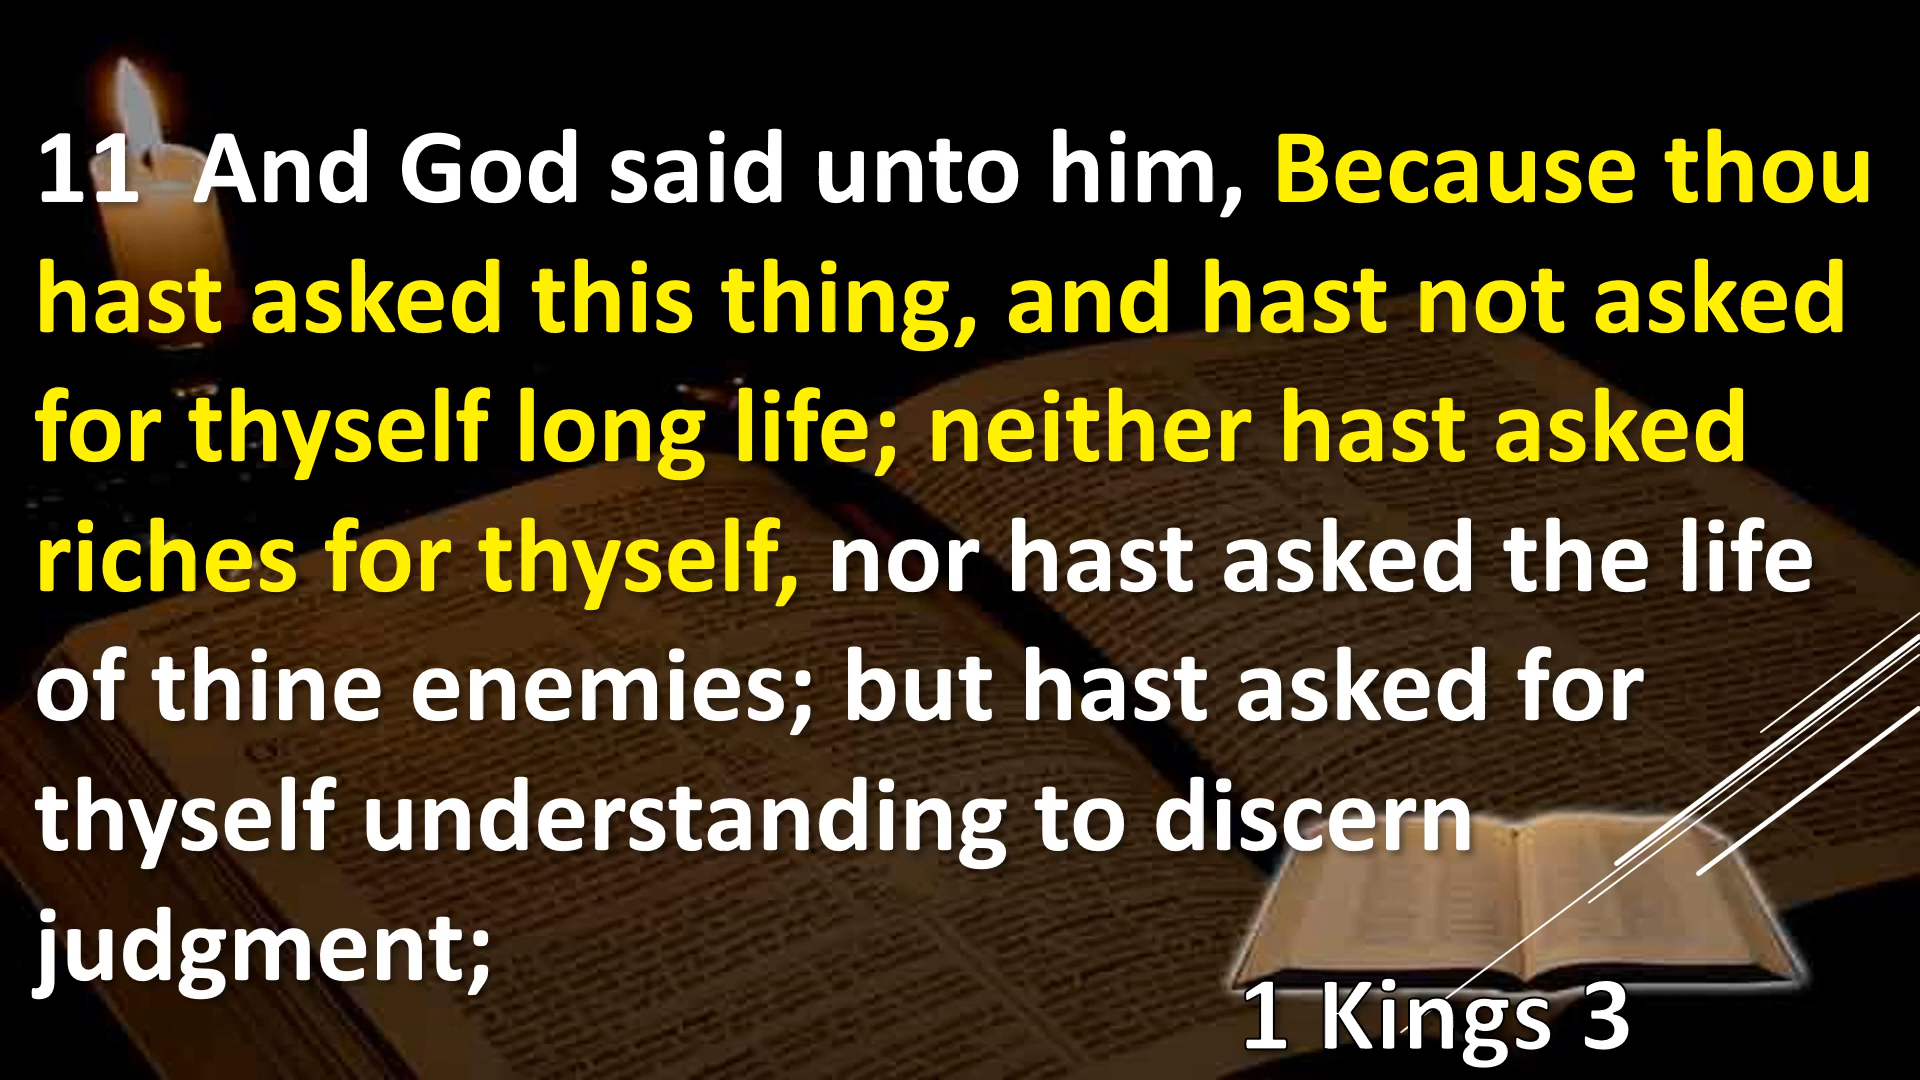 11  And God said unto him, Because thou
hast asked this thing, and hast not asked
for thyself long life; neither hast asked
riches for thyself, nor hast asked the life
of thine enemies; but hast asked for
thyself understanding to discern
judgment;
1 Kings 3